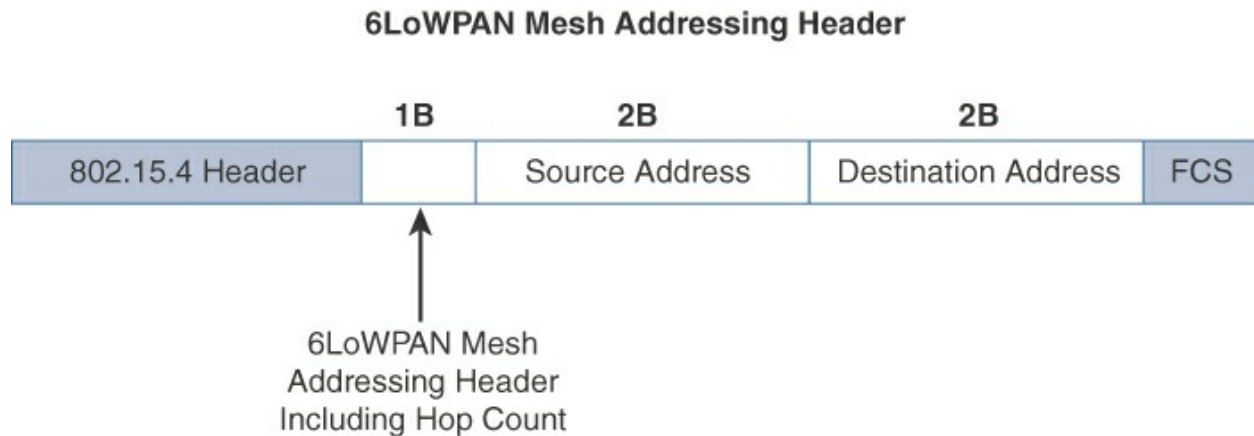 6LoWPAN Mesh Addressing Header
1B 2B 2B
802.15.4 Header Source Address Destination Address FCS
6LoWPAN Mesh
Addressing Header
Including Hop Count